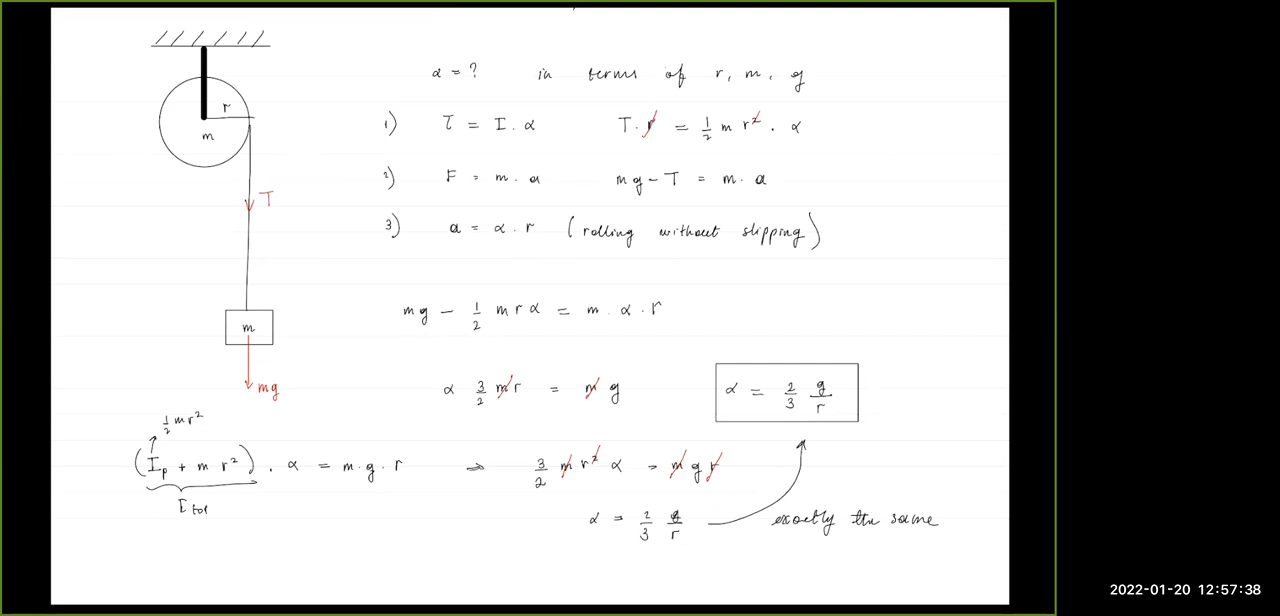 α = ? in terms of r, m, g
r
m
1) τ = I . α T . r = 1/2 m r² . α
2) F = m . a mg - T = m . a
T
3) a = α . r (rolling without slipping)
mg - 1/2 m r α = m . α . r
m
mg
α 3/2 m r = m g
α = 2/3 g/r
1/2 m r²
(Ip + m r²) . α = m . g . r ⇒ 3/2 m r² α = m g r
I tot
α = 2/3 g/r exactly the same
2022-01-20 12:57:38